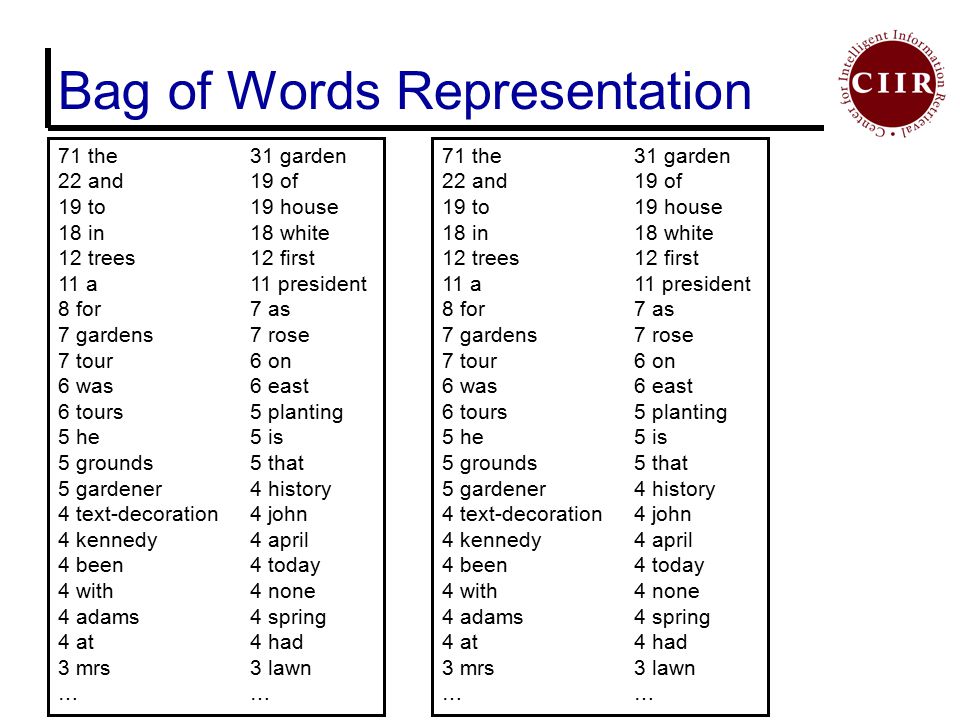 Bag of Words Representation
Center for Intelligent Information Retrieval
CIIR
71 the 31 garden
22 and 19 of
19 to 19 house
18 in 18 white
12 trees 12 first
11 a 11 president
8 for 7 as
7 gardens 7 rose
7 tour 6 on
6 was 6 east
6 tours 5 planting
5 he 5 is
5 grounds 5 that
5 gardener 4 history
4 text-decoration 4 john
4 kennedy 4 april
4 been 4 today
4 with 4 none
4 adams 4 spring
4 at 4 had
3 mrs 3 lawn
… …
71 the 31 garden
22 and 19 of
19 to 19 house
18 in 18 white
12 trees 12 first
11 a 11 president
8 for 7 as
7 gardens 7 rose
7 tour 6 on
6 was 6 east
6 tours 5 planting
5 he 5 is
5 grounds 5 that
5 gardener 4 history
4 text-decoration 4 john
4 kennedy 4 april
4 been 4 today
4 with 4 none
4 adams 4 spring
4 at 4 had
3 mrs 3 lawn
… …